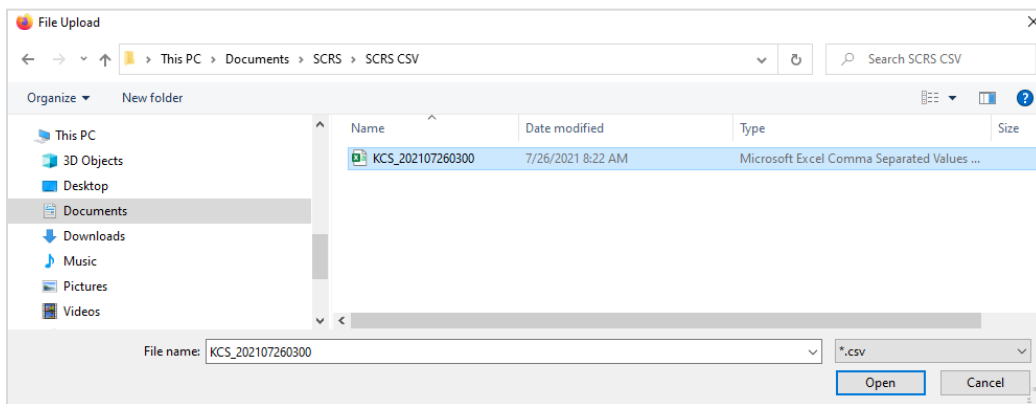 File Upload
This PC > Documents > SCRS > SCRS CSV
Search SCRS CSV
Organize
New folder
Name
Date modified
Type
Size
This PC
3D Objects
Desktop
Documents
Downloads
Music
Pictures
Videos
KCS_202107260300
7/26/2021 8:22 AM
Microsoft Excel Comma Separated Values ...
File name: KCS_202107260300
*.csv
Open
Cancel